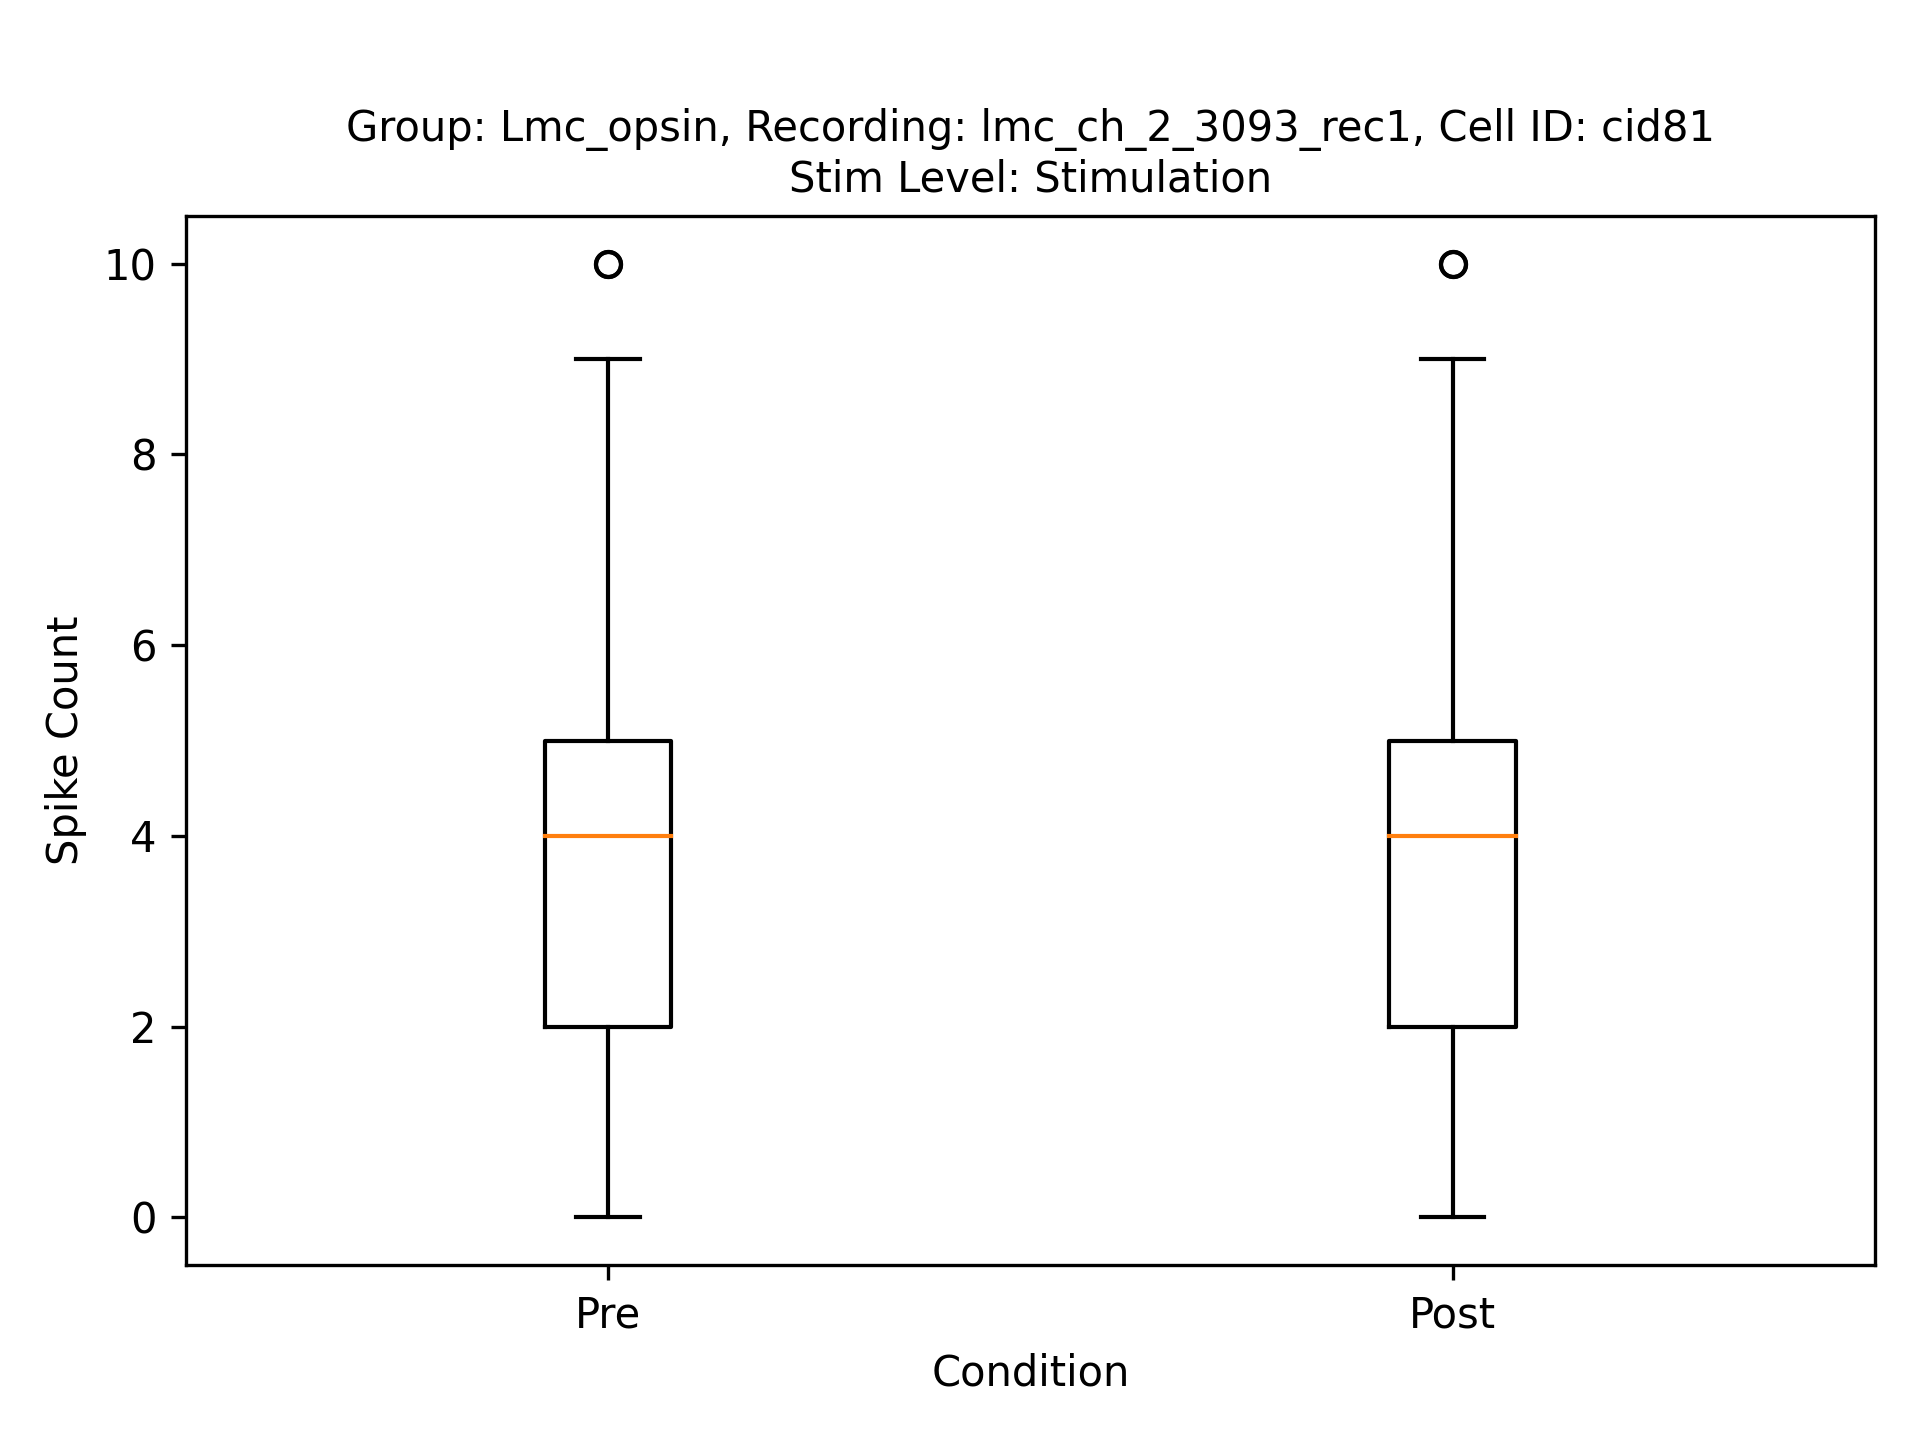 Group: Lmc_opsin, Recording: lmc_ch_2_3093_rec1, Cell ID: cid81
Stim Level: Stimulation
10
8
6
4
2
0
Spike Count
Pre
Post
Condition